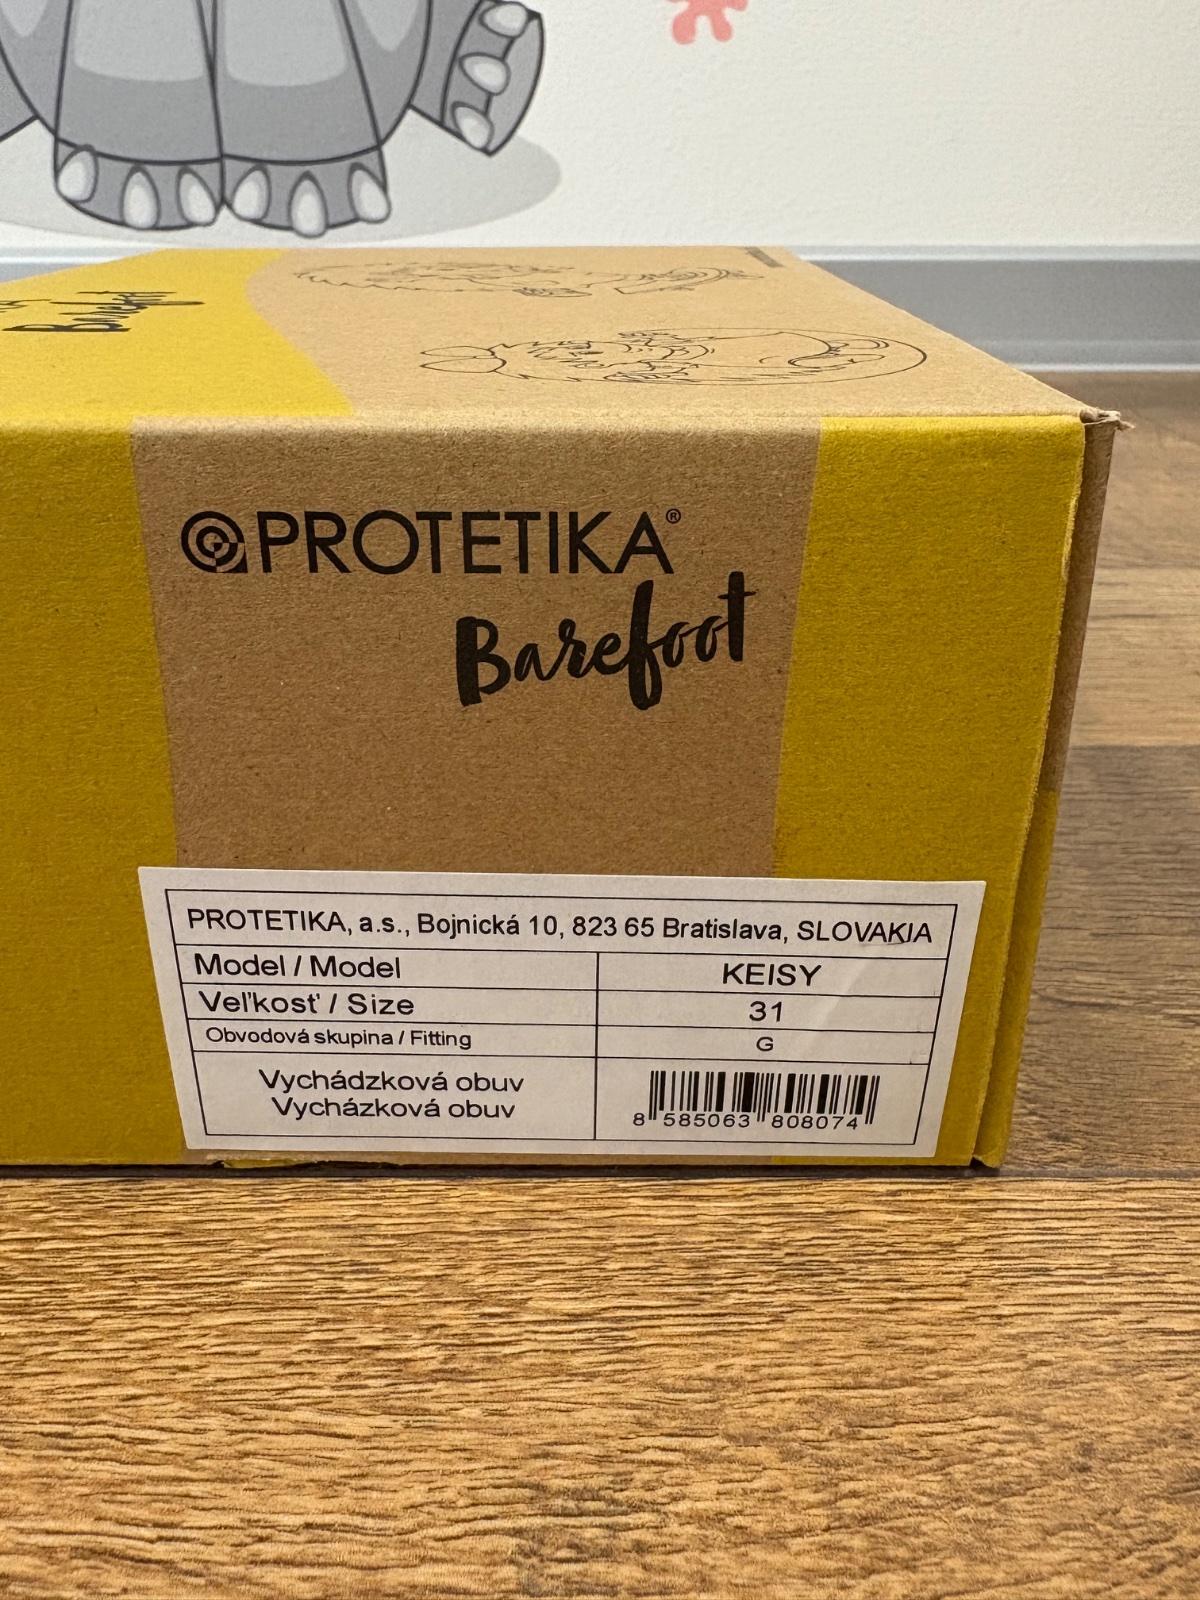 Barefoot
PROTETIKA®
Barefoot
PROTETIKA, a.s., Bojnická 10, 823 65 Bratislava, SLOVAKIA
Model / Model KEISY
Veľkosť / Size 31
Obvodová skupina / Fitting G
Vychádzková obuv
Vycházková obuv
8 585063 808074